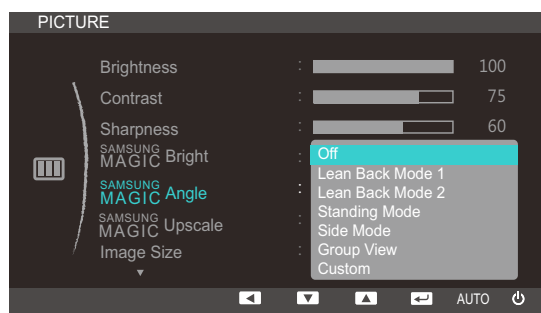 PICTURE
Brightness : 100
Contrast : 75
Sharpness : 60
SAMSUNG MAGIC Bright :
SAMSUNG MAGIC Angle :
SAMSUNG MAGIC Upscale :
Image Size :
Off
Lean Back Mode 1
Lean Back Mode 2
Standing Mode
Side Mode
Group View
Custom
AUTO